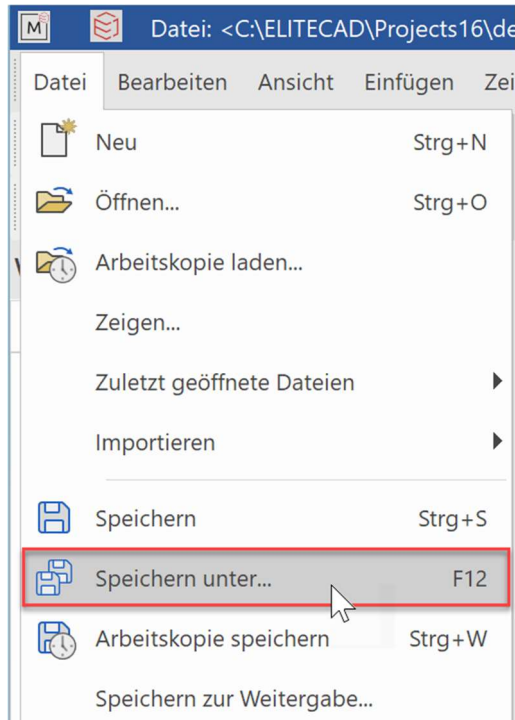 M Datei: <C:\ELITECAD\Projects16\de
Datei Bearbeiten Ansicht Einfügen Zei
Neu Strg+N
Öffnen... Strg+O
Arbeitskopie laden...
Zeigen...
Zuletzt geöffnete Dateien
Importieren
Speichern Strg+S
Speichern unter... F12
Arbeitskopie speichern Strg+W
Speichern zur Weitergabe...